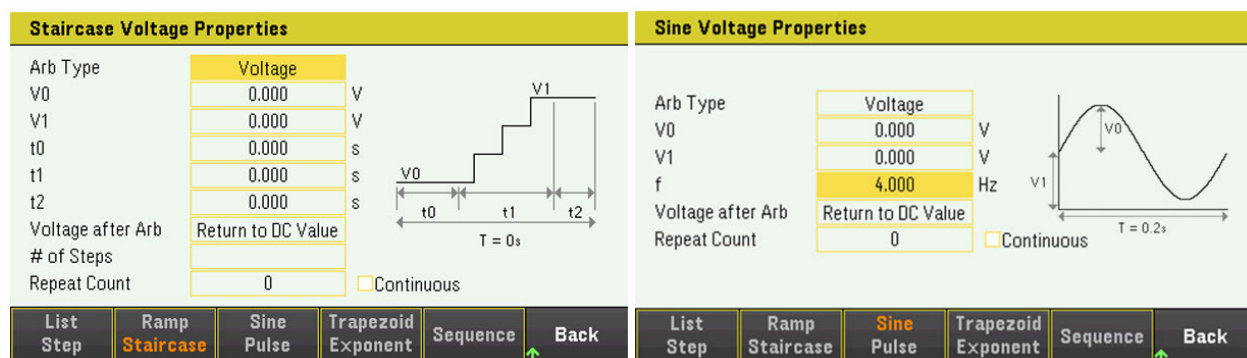 Staircase Voltage Properties
Arb Type Voltage
V0 0.000 V
V1 0.000 V
t0 0.000 s
t1 0.000 s
t2 0.000 s
Voltage after Arb Return to DC Value
# of Steps
Repeat Count 0 Continuous
V1
V0
t0 t1 t2
T = 0s
List Step
Ramp Staircase
Sine Pulse
Trapezoid Exponent
Sequence
Back
Sine Voltage Properties
Arb Type Voltage
V0 0.000 V
V1 0.000 V
f 4.000 Hz
Voltage after Arb Return to DC Value
Repeat Count 0 Continuous
V0
V1
T = 0.2s
List Step
Ramp Staircase
Sine Pulse
Trapezoid Exponent
Sequence
Back